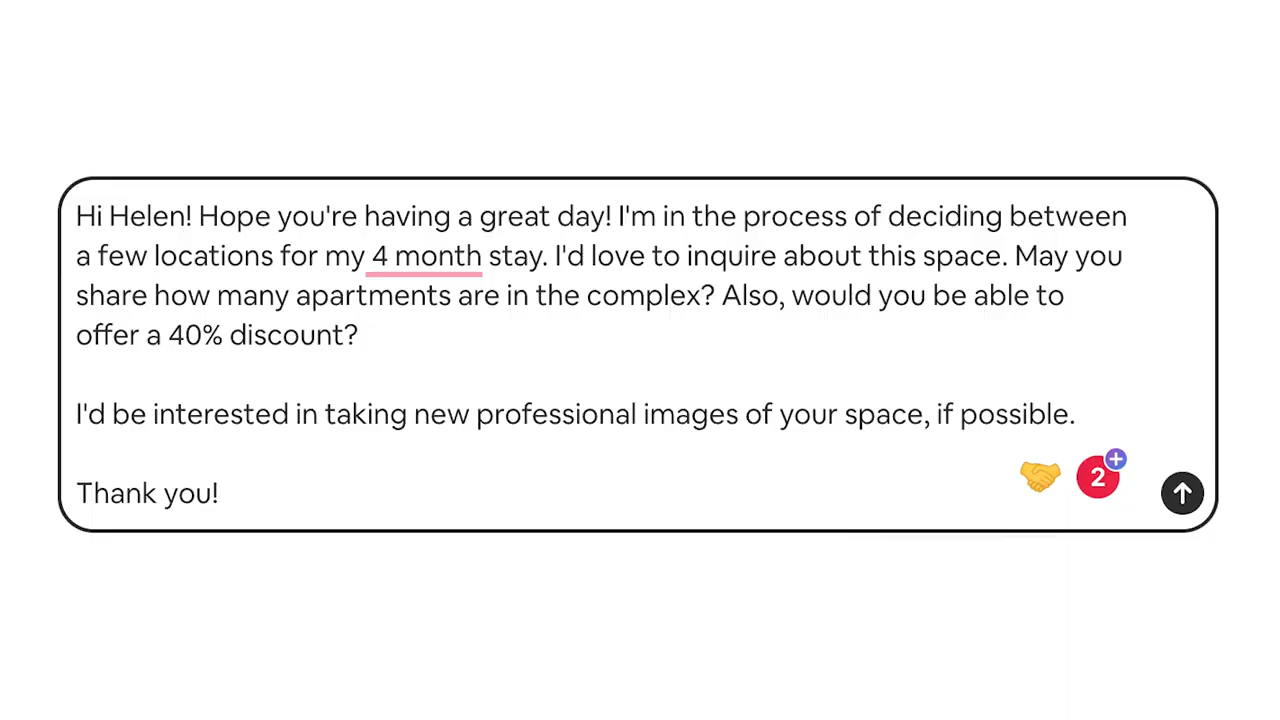 Hi Helen! Hope you're having a great day! I'm in the process of deciding between
a few locations for my 4 month stay. I'd love to inquire about this space. May you
share how many apartments are in the complex? Also, would you be able to
offer a 40% discount?
I'd be interested in taking new professional images of your space, if possible.
2
Thank you!